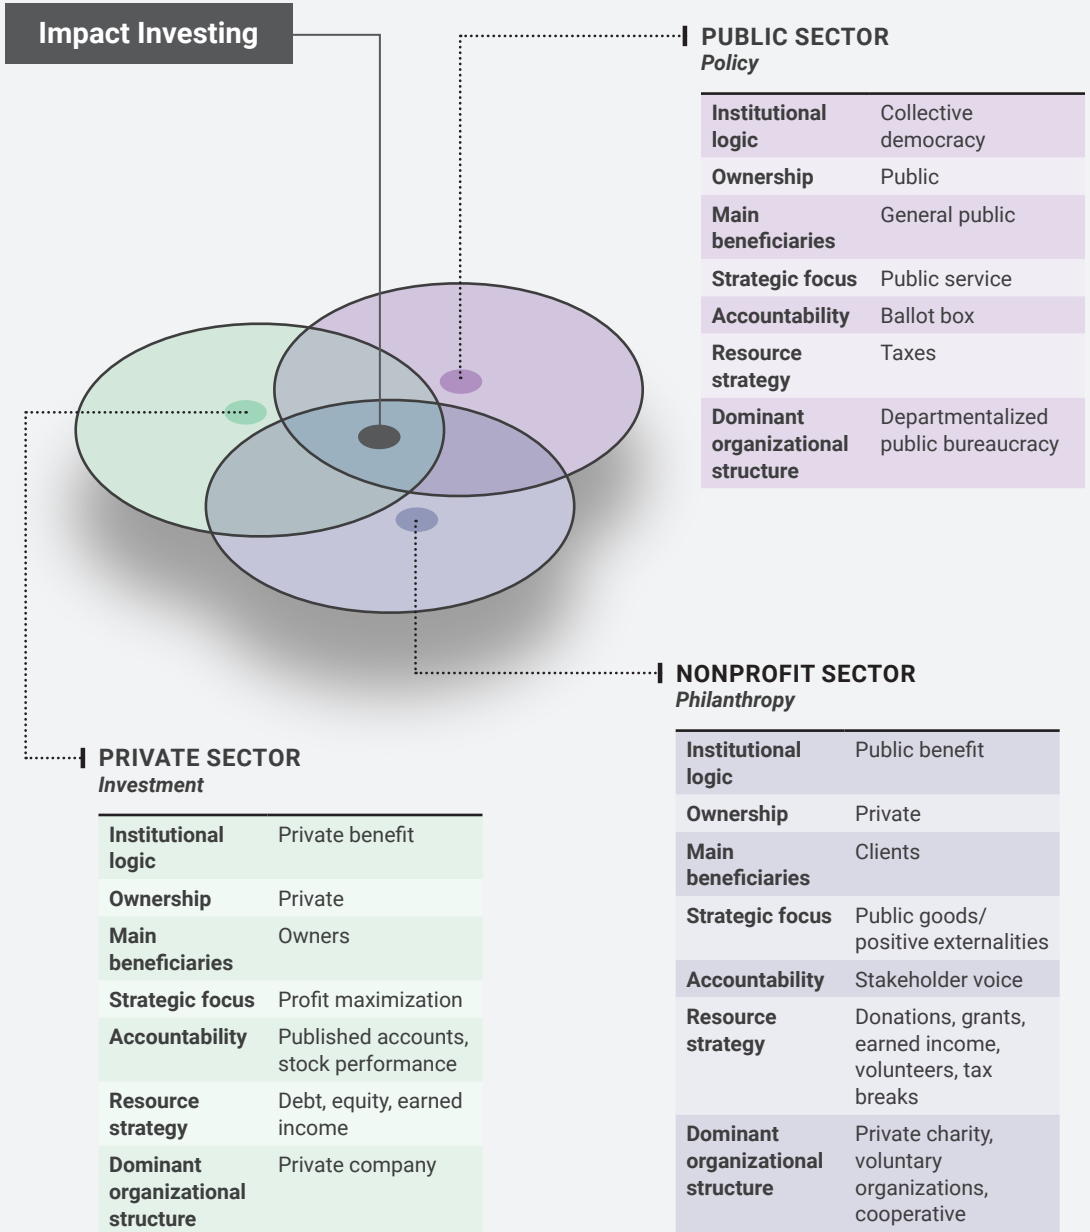 Impact Investing
PUBLIC SECTOR
Policy
Institutional logic Collective democracy
Ownership Public
Main beneficiaries General public
Strategic focus Public service
Accountability Ballot box
Resource strategy Taxes
Dominant organizational structure Departmentalized public bureaucracy
NONPROFIT SECTOR
Philanthropy
Institutional logic Public benefit
Ownership Private
Main beneficiaries Clients
Strategic focus Public goods/ positive externalities
Accountability Stakeholder voice
Resource strategy Donations, grants, earned income, volunteers, tax breaks
Dominant organizational structure Private charity, voluntary organizations, cooperative
PRIVATE SECTOR
Investment
Institutional logic Private benefit
Ownership Private
Main beneficiaries Owners
Strategic focus Profit maximization
Accountability Published accounts, stock performance
Resource strategy Debt, equity, earned income
Dominant organizational structure Private company